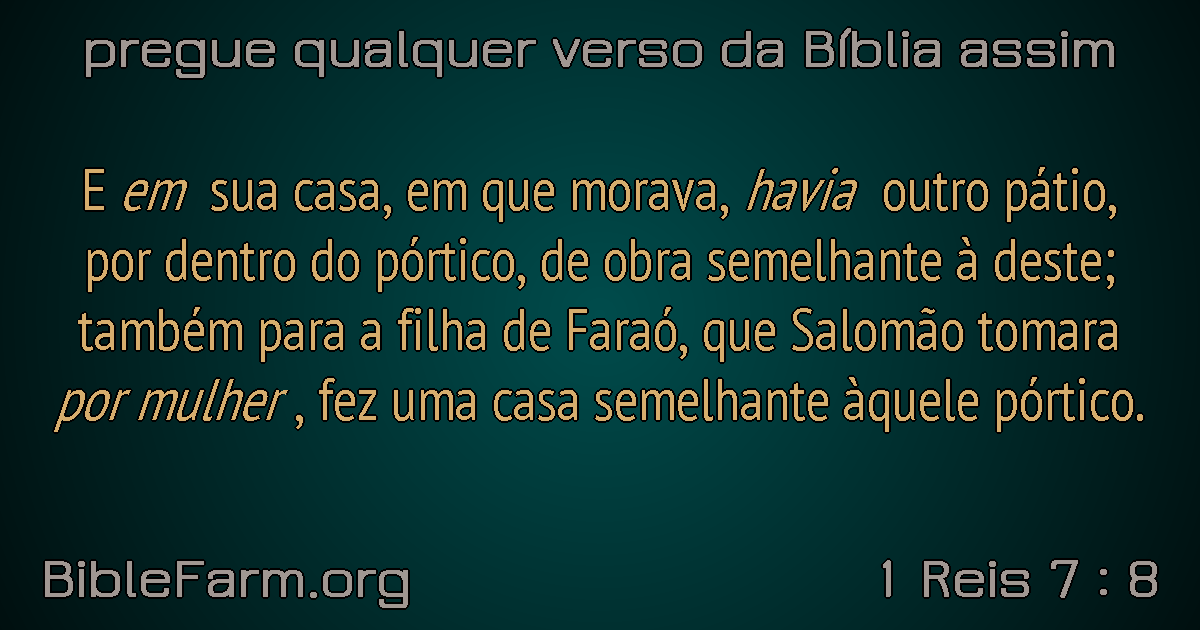 pregue qualquer verso da Bíblia assim
E em sua casa, em que morava, havia outro pátio,
por dentro do pórtico, de obra semelhante à deste;
também para a filha de Faraó, que Salomão tomara
por mulher , fez uma casa semelhante àquele pórtico.
BibleFarm.org
1 Reis 7 : 8